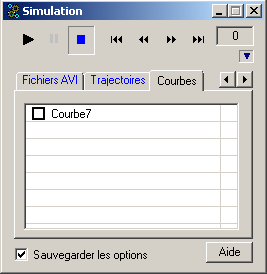 Simulation
0
Fichiers AVI Trajectoires Courbes
Courbe7
Sauvegarder les options
Aide